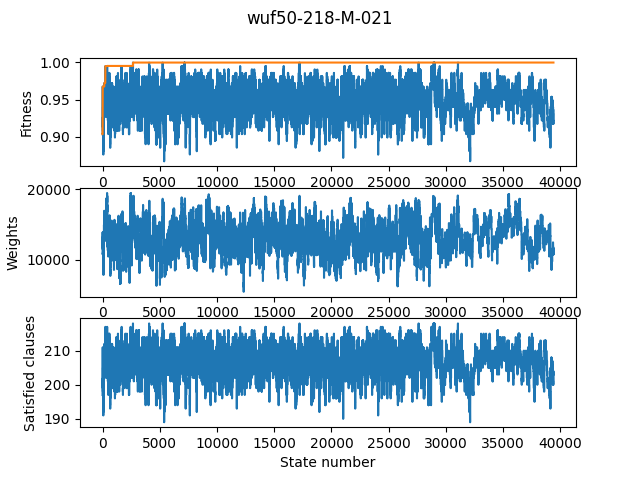 wuf50-218-M-021
1.00
0.95
0.90
Fitness
0 5000 10000 15000 20000 25000 30000 35000 40000
20000
10000
Weights
0 5000 10000 15000 20000 25000 30000 35000 40000
210
200
190
Satisfied clauses
0 5000 10000 15000 20000 25000 30000 35000 40000
State number